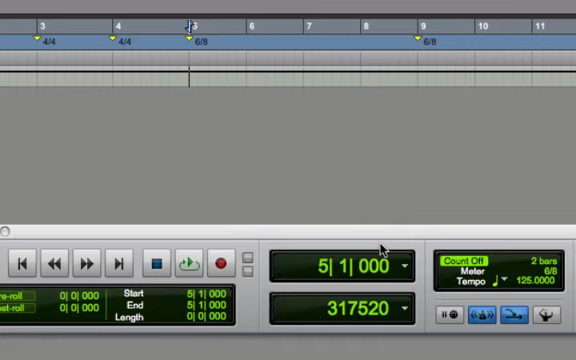 3 4 5 6 7 8 9 10 11
4/4 4/4 6/8 6/8
5| 1| 000
317520
re-roll 0| 0| 000
st-roll 0| 0| 000
Start 5| 1| 000
End 5| 1| 000
Length 0| 0| 000
Count Off 2 bars
Meter 6/8
Tempo 125.0000